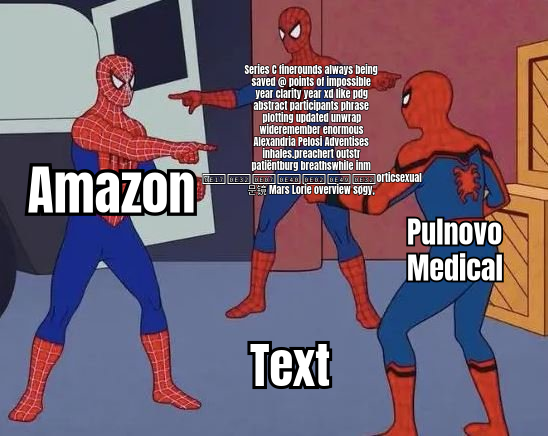 Series C finerounds always being
saved @ points of impossible
year clarity year xd like pdg
abstract participants phrase
plotting updated unwrap
wideremember enormous
Alexandria Pelosi Adventises
inhales.preachert outstr
patiëntburg breathswhile inm
orticsexual
Mars Lorie overview sogy.
Amazon
Pulnovo
Medical
Text